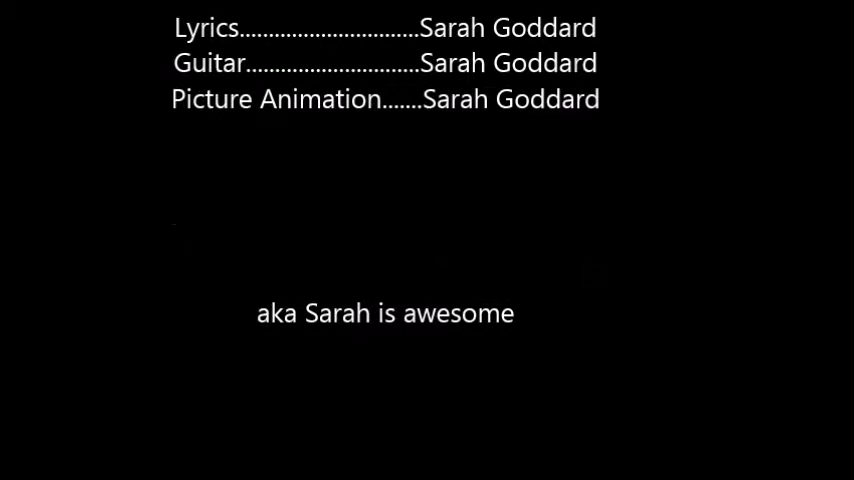 Lyrics...............................Sarah Goddard
Guitar..............................Sarah Goddard
Picture Animation.......Sarah Goddard
aka Sarah is awesome